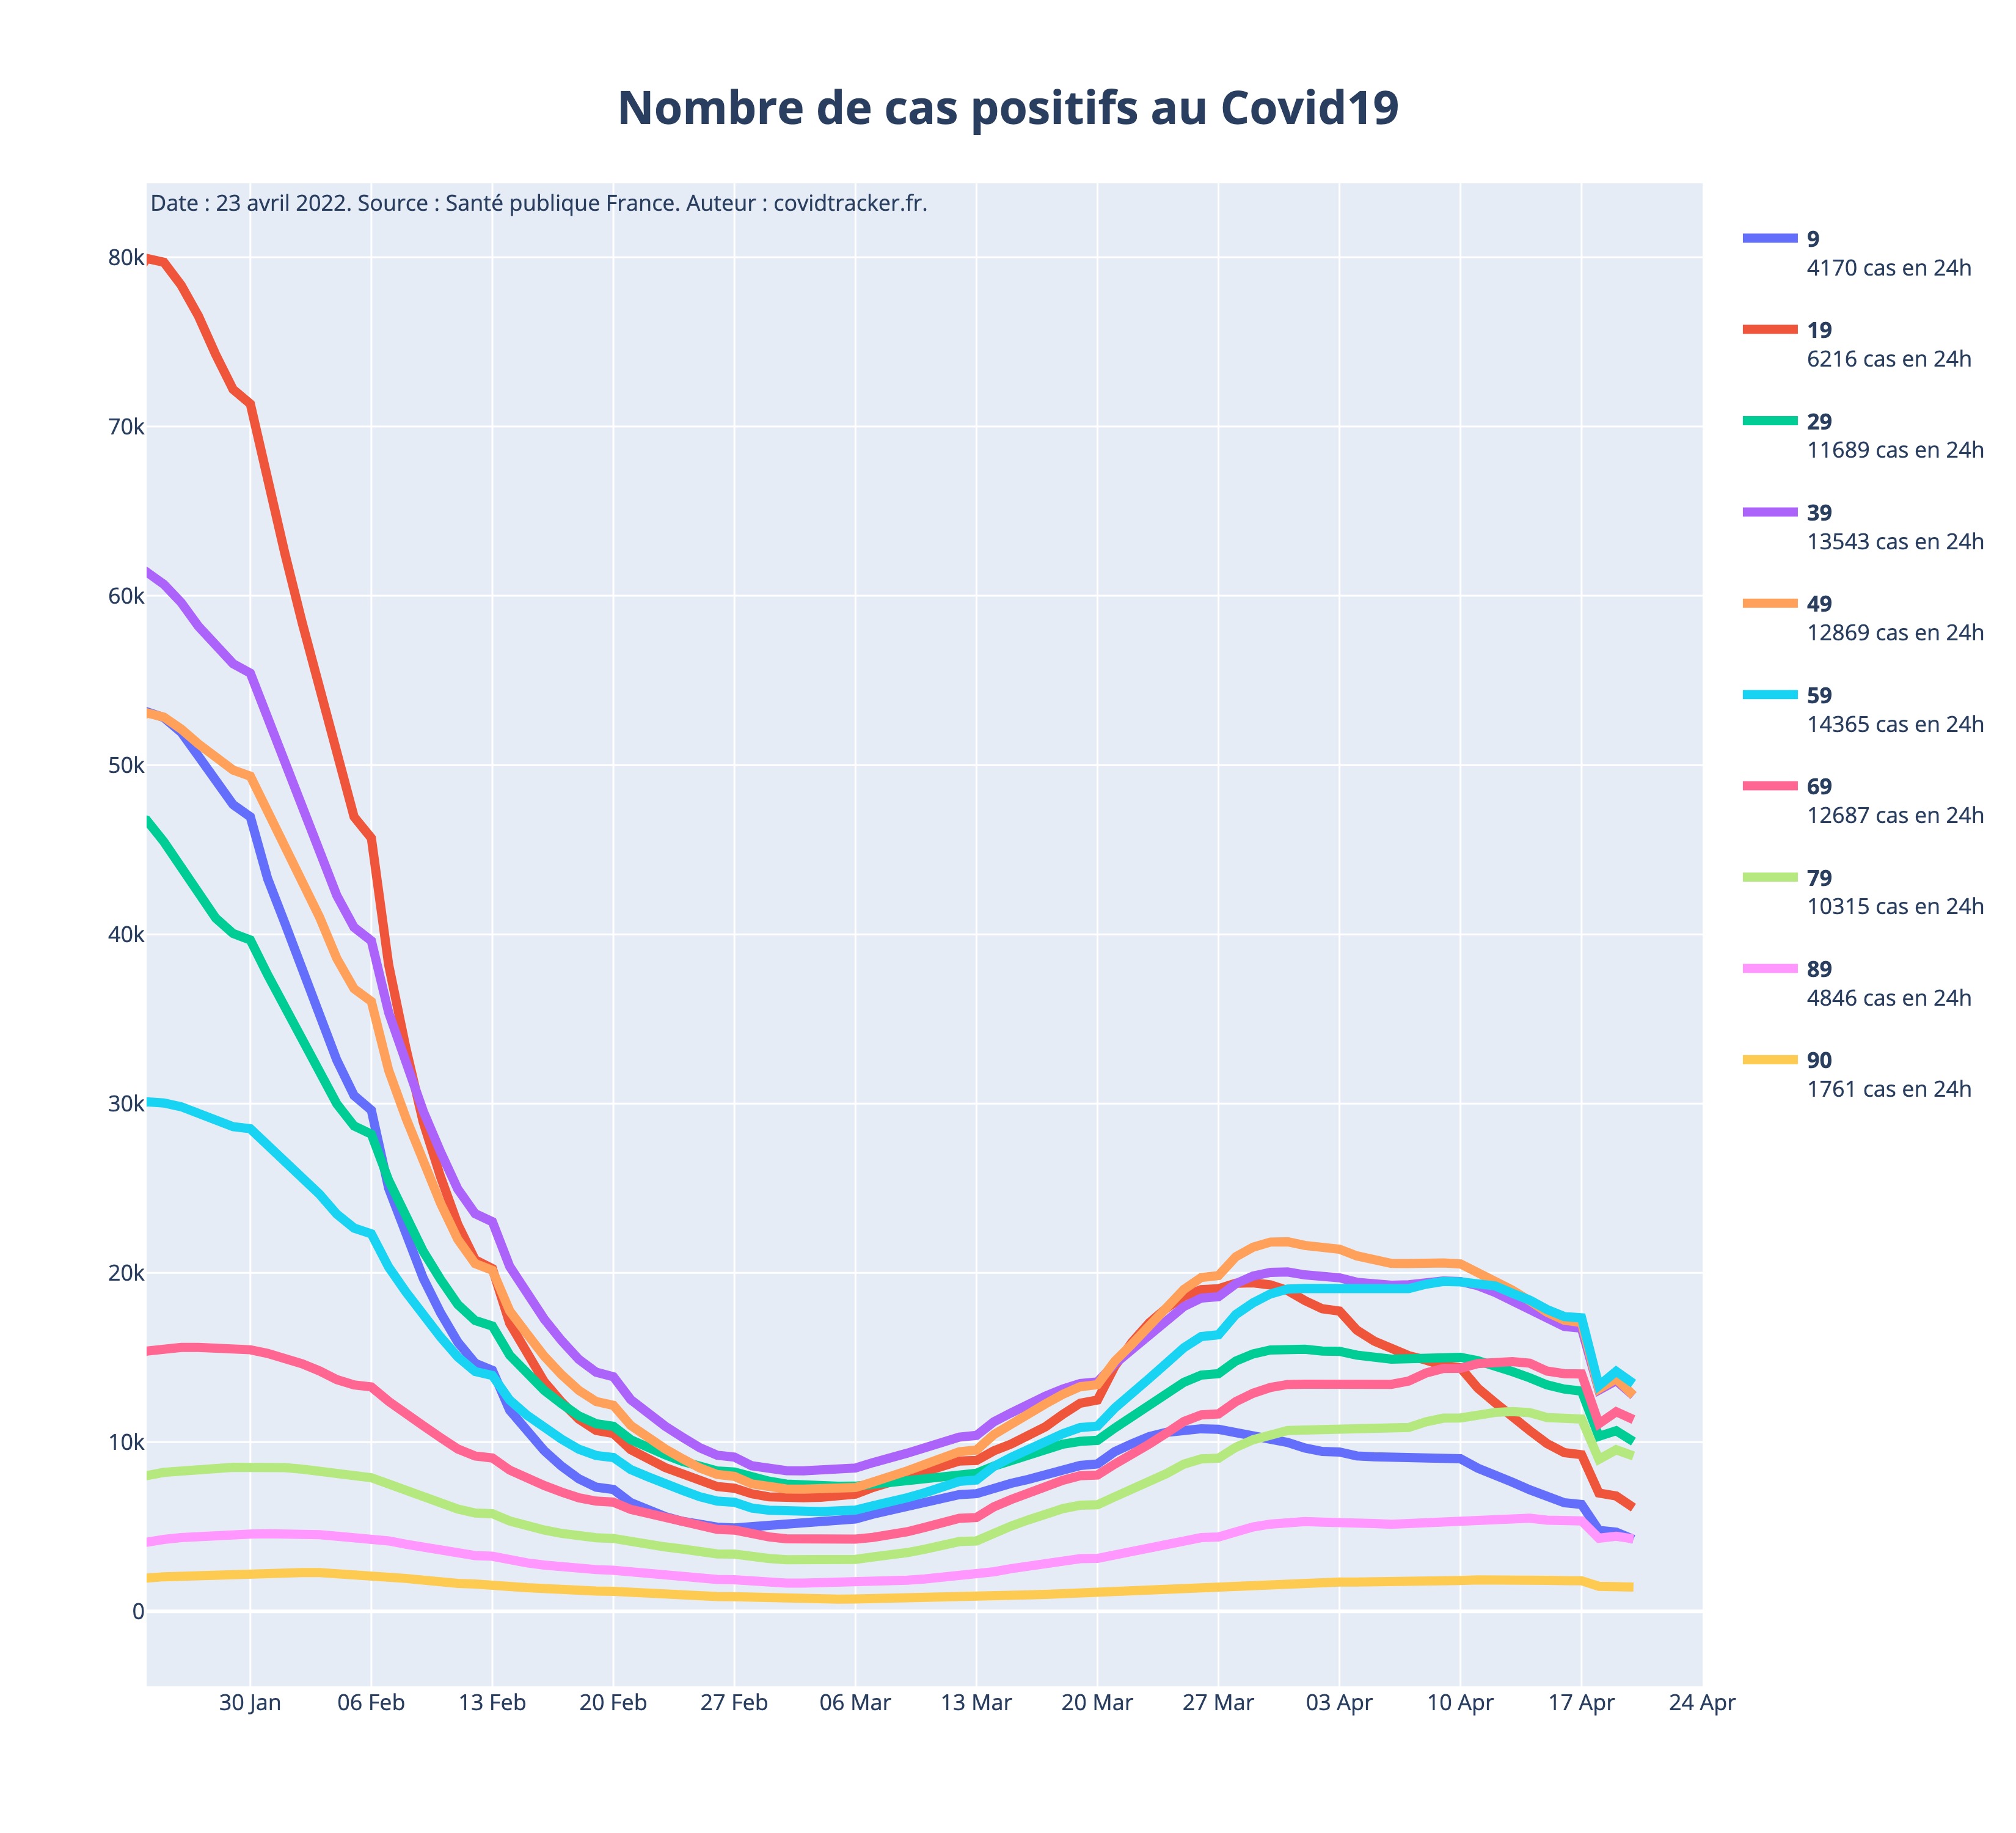 Nombre de cas positifs au Covid19
Date : 23 avril 2022. Source : Santé publique France. Auteur : covidtracker.fr.
80k
70k
60k
50k
40k
30k
20k
10k
0
30 Jan
06 Feb
13 Feb
20 Feb
27 Feb
06 Mar
13 Mar
20 Mar
27 Mar
03 Apr
10 Apr
17 Apr
24 Apr
9
4170 cas en 24h
19
6216 cas en 24h
29
11689 cas en 24h
39
13543 cas en 24h
49
12869 cas en 24h
59
14365 cas en 24h
69
12687 cas en 24h
79
10315 cas en 24h
89
4846 cas en 24h
90
1761 cas en 24h